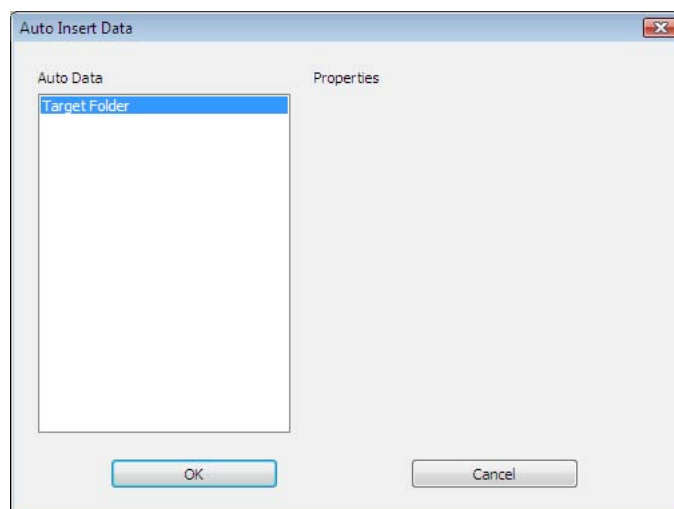 Auto Insert Data
Auto Data
Properties
Target Folder
OK
Cancel